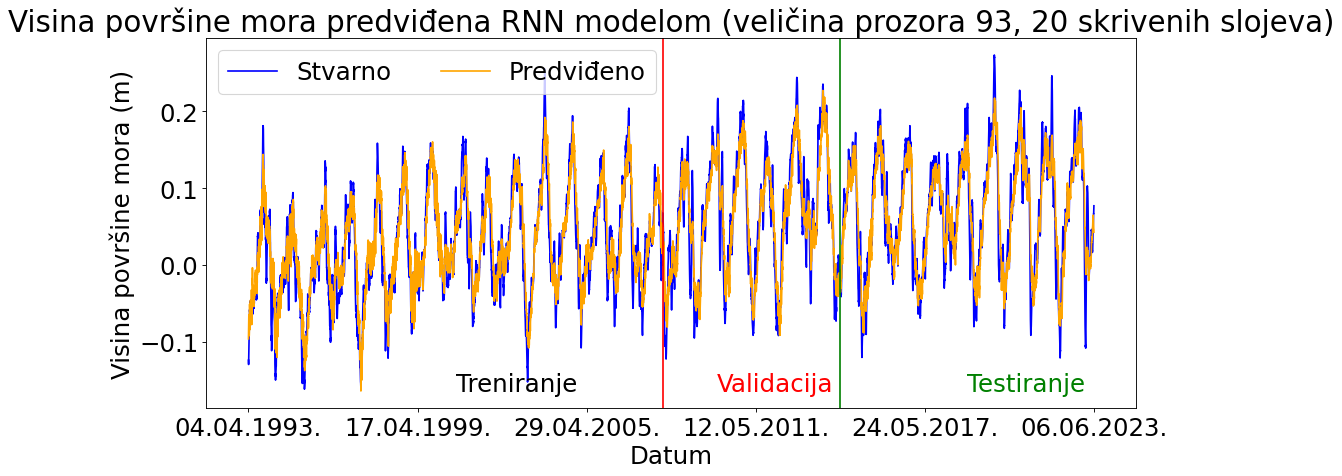 Visina površine mora predviđena RNN modelom (veličina prozora 93, 20 skrivenih slojeva)
Stvarno Predviđeno
Visina površine mora (m)
0.2
0.1
0.0
−0.1
Treniranje Validacija Testiranje
04.04.1993. 17.04.1999. 29.04.2005. 12.05.2011. 24.05.2017. 06.06.2023.
Datum